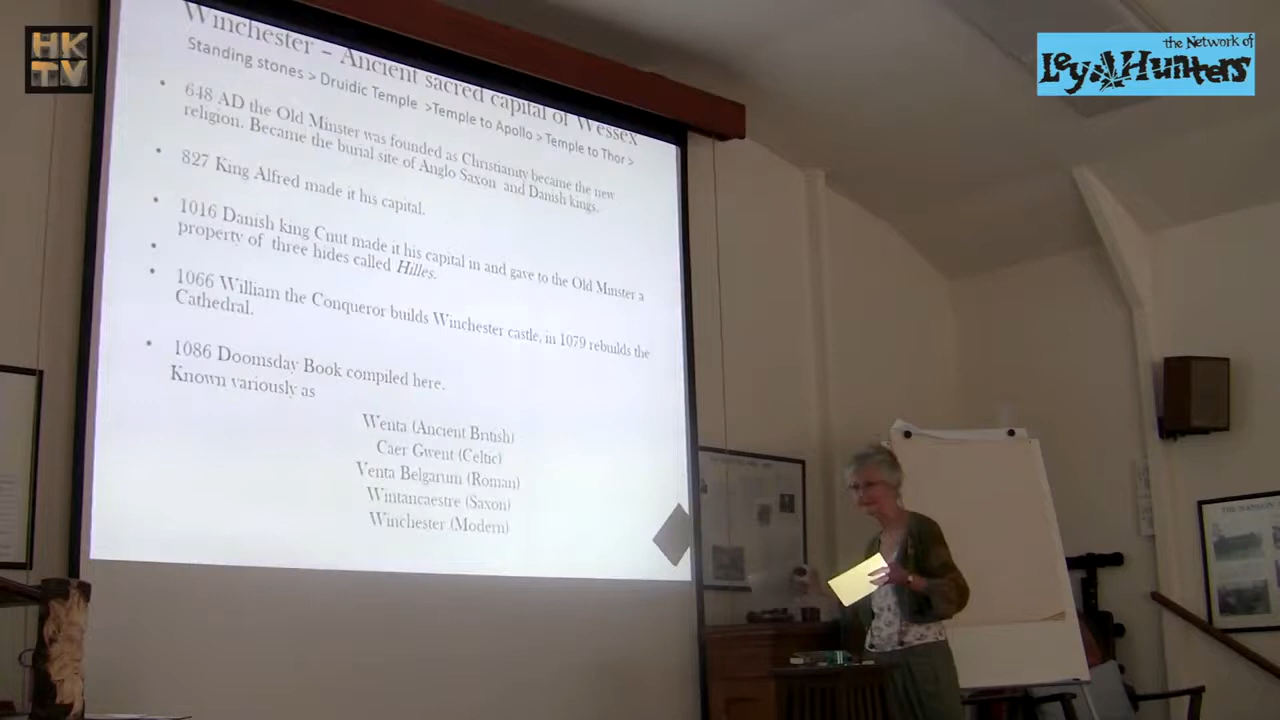 HK
TV
the Network of
Ley Hunters
Winchester – Ancient sacred capital of Wessex
Standing stones > Druidic Temple >Temple to Apollo > Temple to Thor >
• 648 AD the Old Minster was founded as Christianity became the new
religion. Became the burial site of Anglo Saxon and Danish kings.
• 827 King Alfred made it his capital.
• 1016 Danish king Cnut made it his capital in and gave to the Old Minster a
property of three hides called Hilles.
•
• 1066 William the Conqueror builds Winchester castle, in 1079 rebuilds the
Cathedral.
• 1086 Doomsday Book compiled here.
Known variously as
Wenta (Ancient British)
Caer Gwent (Celtic)
Venta Belgarum (Roman)
Wintancaestre (Saxon)
Winchester (Modern)